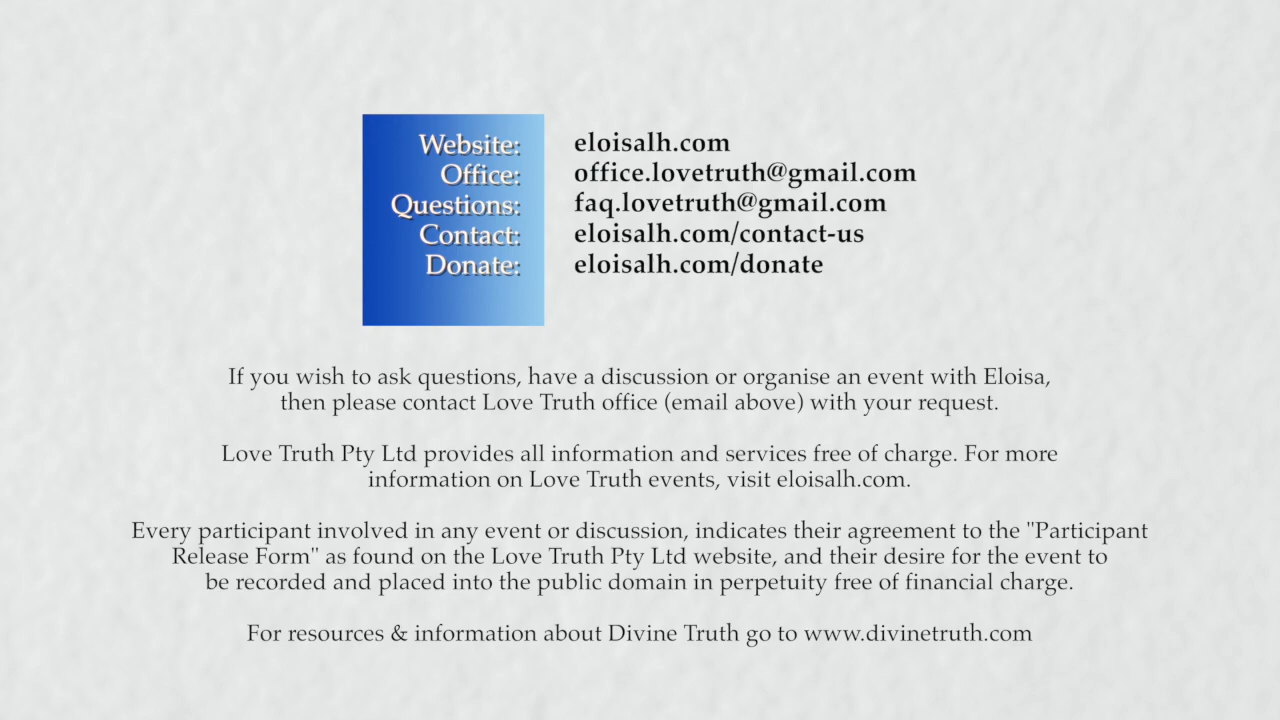 Website: eloisalh.com
Office: office.lovetruth@gmail.com
Questions: faq.lovetruth@gmail.com
Contact: eloisalh.com/contact-us
Donate: eloisalh.com/donate
If you wish to ask questions, have a discussion or organise an event with Eloisa,
then please contact Love Truth office (email above) with your request.
Love Truth Pty Ltd provides all information and services free of charge. For more
information on Love Truth events, visit eloisalh.com.
Every participant involved in any event or discussion, indicates their agreement to the "Participant
Release Form" as found on the Love Truth Pty Ltd website, and their desire for the event to
be recorded and placed into the public domain in perpetuity free of financial charge.
For resources & information about Divine Truth go to www.divinetruth.com